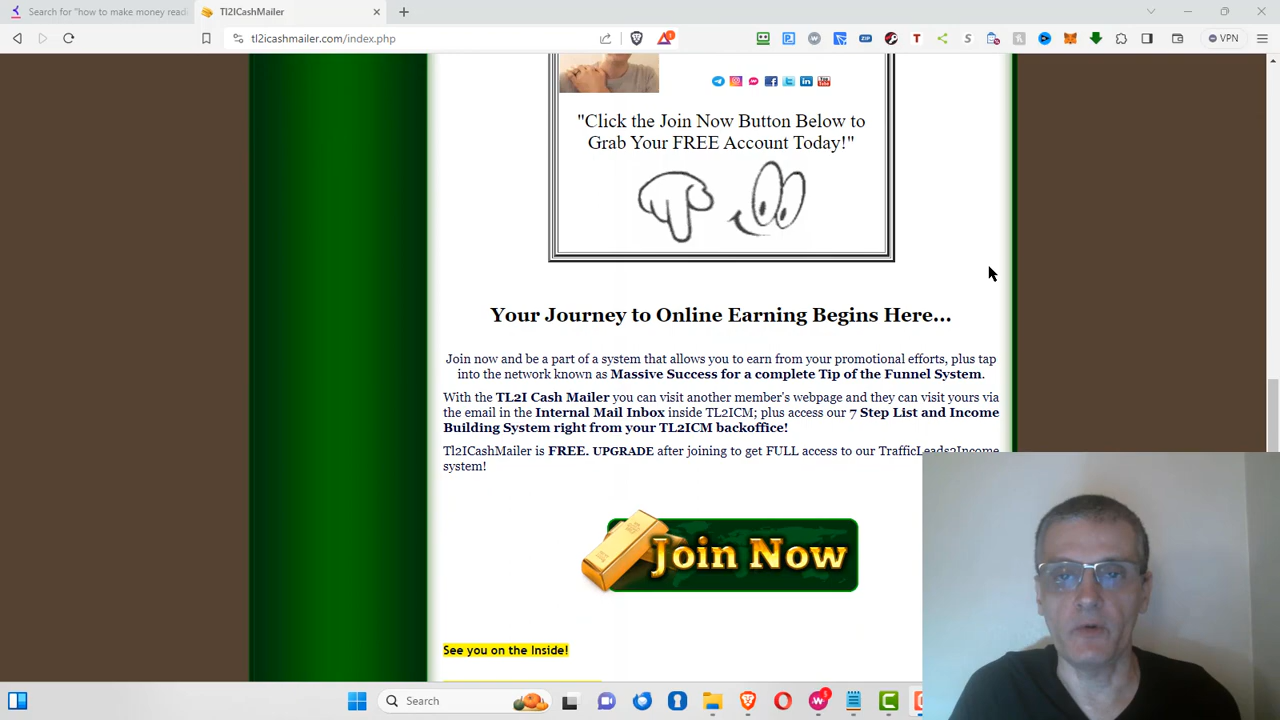 Search for "how to make money readi
Tl2ICashMailer
tl2icashmailer.com/index.php
VPN
"Click the Join Now Button Below to
Grab Your FREE Account Today!"
Your Journey to Online Earning Begins Here...
Join now and be a part of a system that allows you to earn from your promotional efforts, plus tap
into the network known as Massive Success for a complete Tip of the Funnel System.
With the TL2I Cash Mailer you can visit another member's webpage and they can visit yours via
the email in the Internal Mail Inbox inside TL2ICM; plus access our 7 Step List and Income
Building System right from your TL2ICM backoffice!
Tl2ICashMailer is FREE. UPGRADE after joining to get FULL access to our TrafficLeads2Income
system!
Join Now
See you on the Inside!
Search